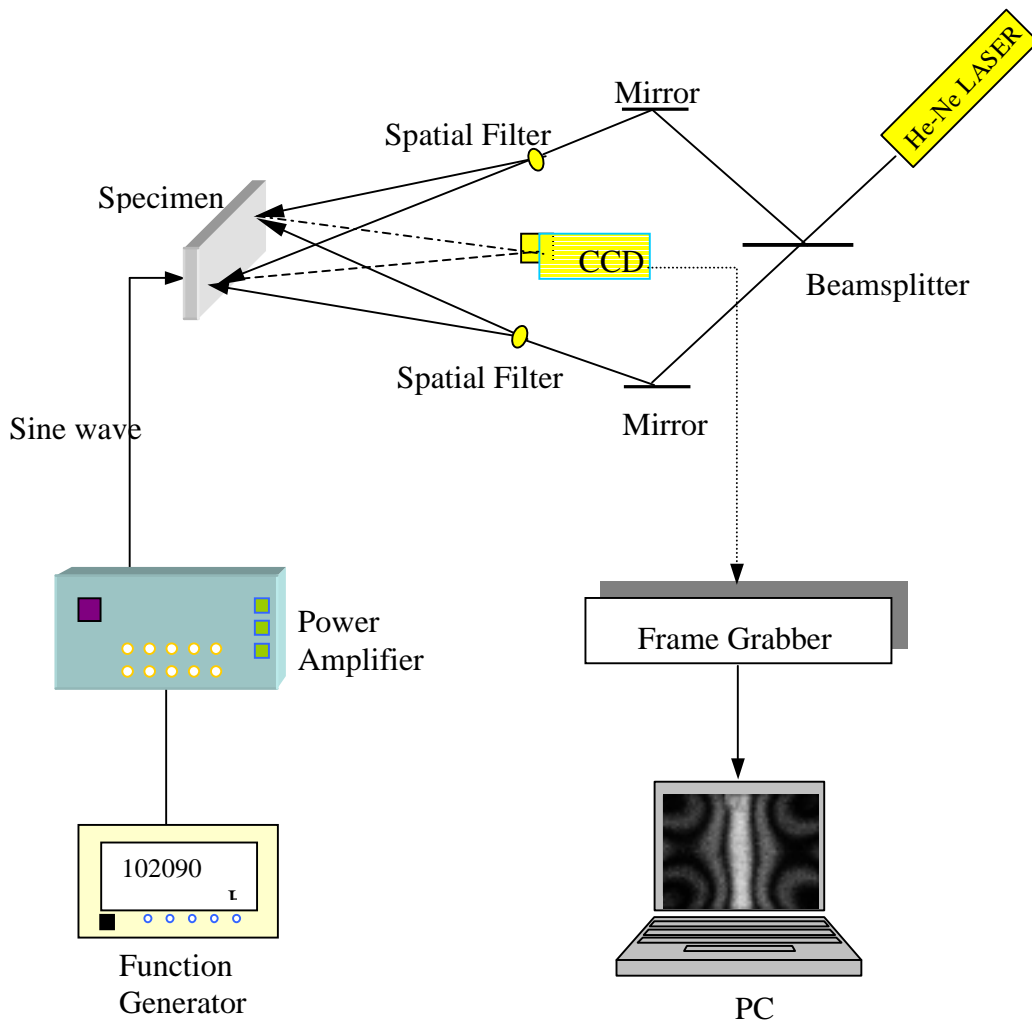 He-Ne LASER
Mirror
Spatial Filter
Specimen
CCD
Beamsplitter
Spatial Filter
Mirror
Sine wave
Power
Amplifier
Frame Grabber
102090
Function
Generator
PC